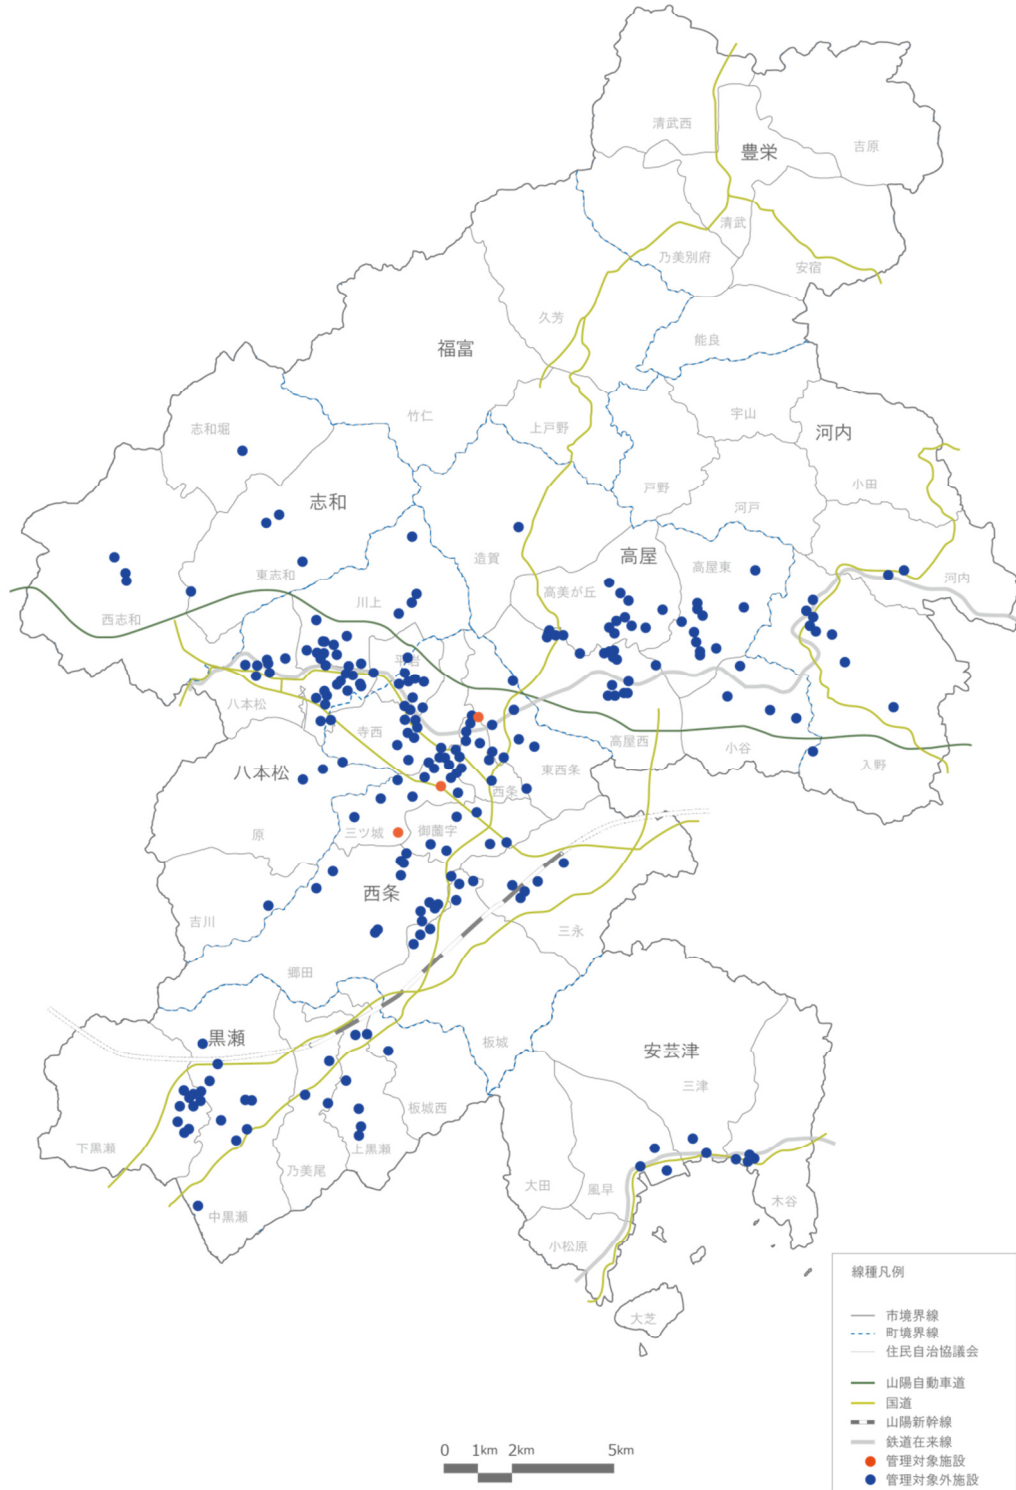 清武西
豊栄
吉原
清武
乃美別府
安宿
久芳
能良
福富
竹仁
宇山
志和堀
上戸野
河内
小田
戸野
志和
河戸
造賀
高屋
高屋東
東志和
高美が丘
河内
川上
西志和
平岩
八本松
寺西
高屋西
小谷
入野
八本松
東西条
西条
原
三ツ城
御薗宇
西条
吉川
三永
郷田
黒瀬
板城
安芸津
三津
板城西
下黒瀬
上黒瀬
乃美尾
大田
風早
木谷
中黒瀬
小松原
大芝
線種凡例
市境界線
町境界線
住民自治協議会
山陽自動車道
国道
山陽新幹線
鉄道在来線
管理対象施設
管理対象外施設
0 1km 2km 5km